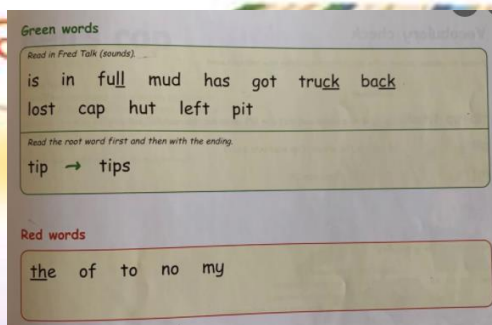 Green words
Read in Fred Talk (sounds).
is in full mud has got truck back
lost cap hut left pit
Read the root word first and then with the ending.
tip → tips
Red words
the of to no my